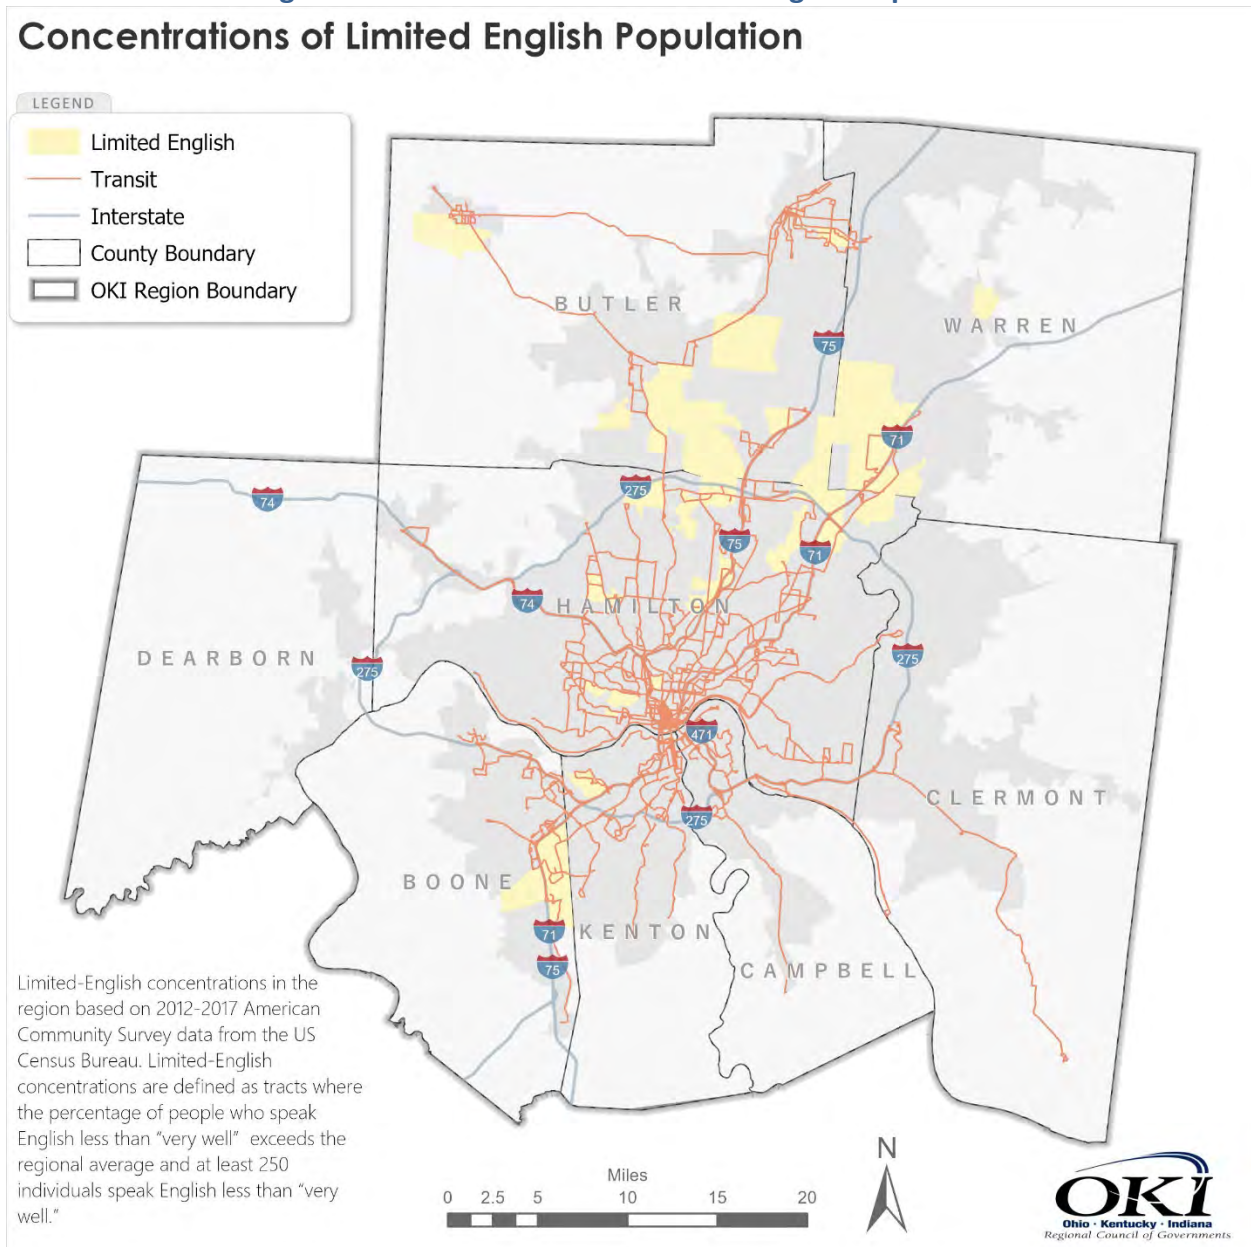 Concentrations of Limited English Population
LEGEND
Limited English
Transit
Interstate
County Boundary
OKI Region Boundary
BUTLER
WARREN
75
71
74
275
75
71
74
HAMILTON
DEARBORN
275
275
471
CLERMONT
275
BOONE
71
KENTON
75
CAMPBELL
Limited-English concentrations in the
region based on 2012-2017 American
Community Survey data from the US
Census Bureau. Limited-English
concentrations are defined as tracts where
the percentage of people who speak
English less than "very well" exceeds the
regional average and at least 250
individuals speak English less than "very
well."
Miles
0 2.5 5 10 15 20
N
OKI
Ohio · Kentucky · Indiana
Regional Council of Governments